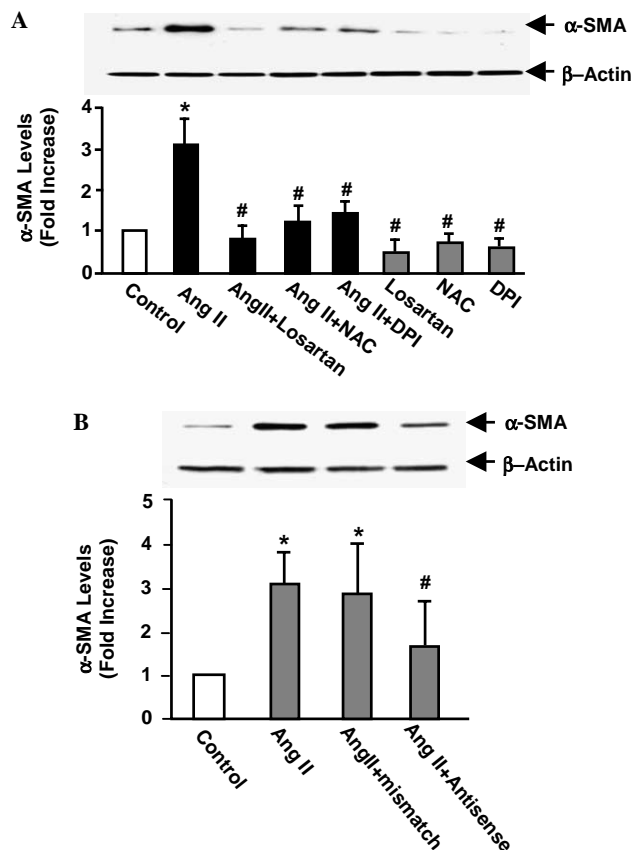 A
α-SMA
β-Actin
α-SMA Levels
(Fold Increase)
4
3
2
1
0
*
#
#
#
#
#
#
Control
Ang II
AngII+Losartan
Ang II+NAC
Ang II+DPI
Losartan
NAC
DPI
B
α-SMA
β–Actin
α-SMA Levels
(Fold Increase)
5
4
3
2
1
0
*
*
#
Control
Ang II
AngII+mismatch
Ang II+Antisense